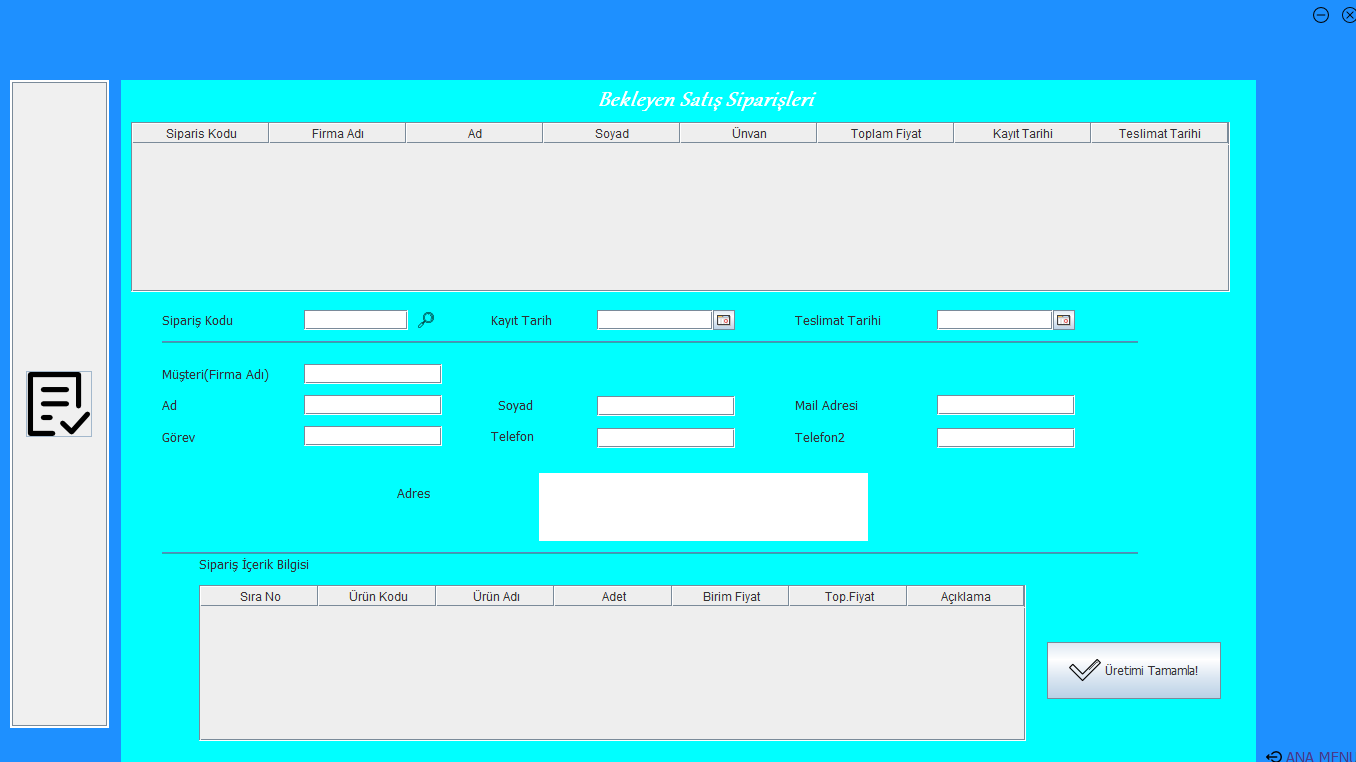 Bekleyen Satış Siparişleri
Siparis Kodu Firma Adı Ad Soyad Ünvan Toplam Fiyat Kayıt Tarihi Teslimat Tarihi
Sipariş Kodu Kayıt Tarih Teslimat Tarihi
Müşteri(Firma Adı)
Ad Soyad Mail Adresi
Görev Telefon Telefon2
Adres
Sipariş İçerik Bilgisi
Sıra No Ürün Kodu Ürün Adı Adet Birim Fiyat Top.Fiyat Açıklama
Üretimi Tamamla!
ANA MENU